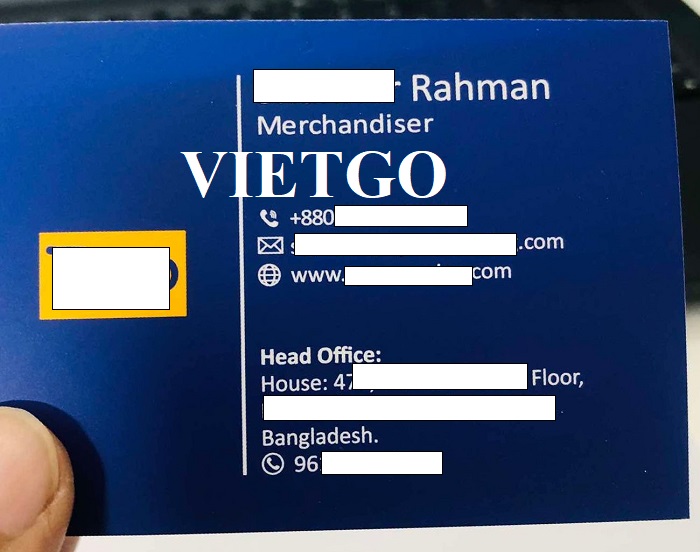 Rahman
Merchandiser
VIETGO
+880
.com
www.
com
Head Office:
House: 47
Floor,
Bangladesh.
96